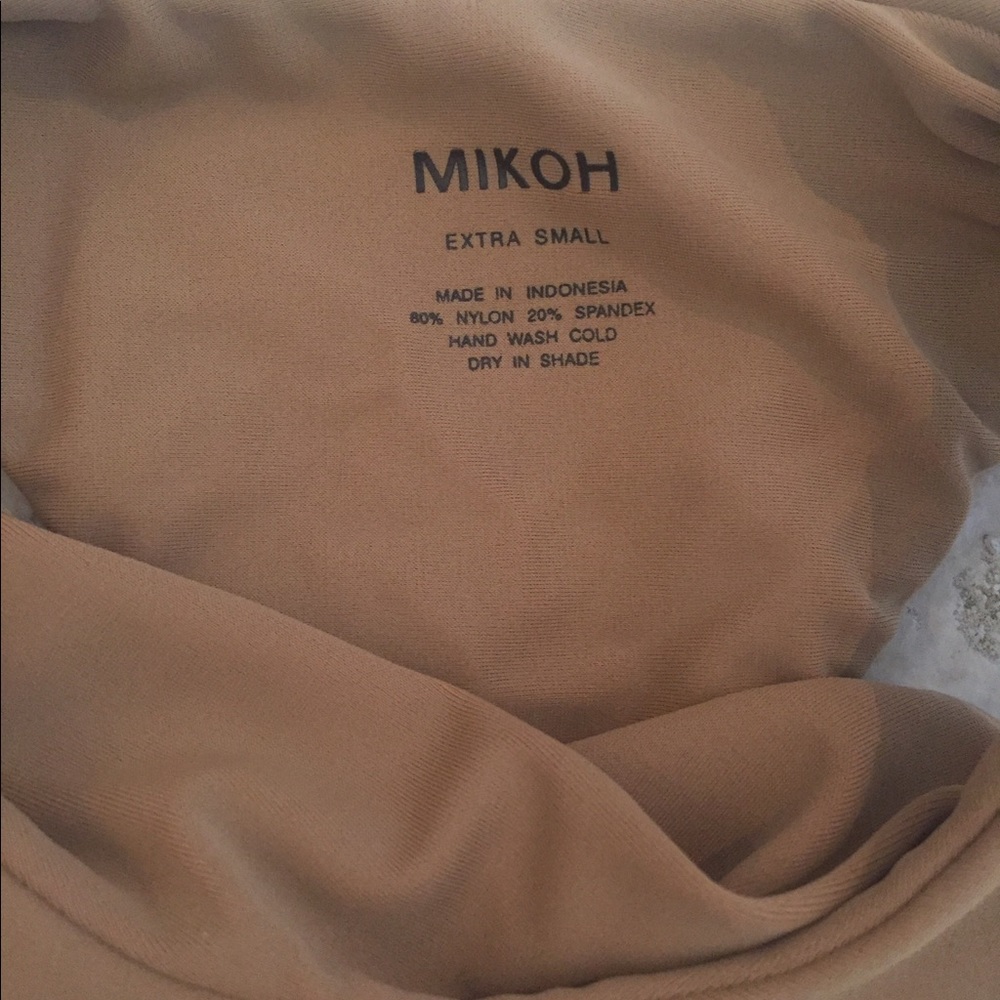 MIKOH
EXTRA SMALL
MADE IN INDONESIA
80% NYLON 20% SPANDEX
HAND WASH COLD
DRY IN SHADE